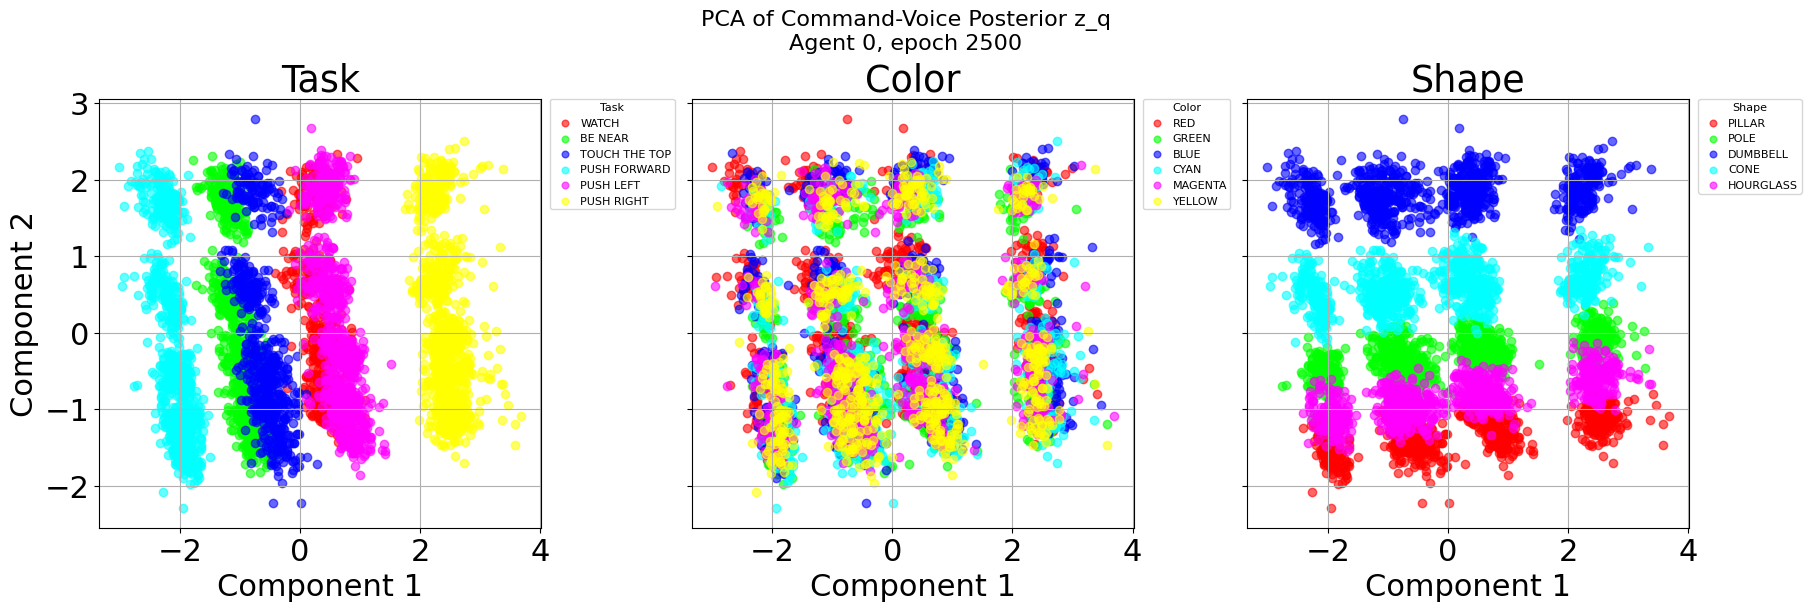 PCA of Command-Voice Posterior z_q
Agent 0, epoch 2500
Task
Component 2
3
2
1
0
−1
−2
−2
0
2
4
Component 1
Task
WATCH
BE NEAR
TOUCH THE TOP
PUSH FORWARD
PUSH LEFT
PUSH RIGHT
Color
−2
0
2
4
Component 1
Color
RED
GREEN
BLUE
CYAN
MAGENTA
YELLOW
Shape
−2
0
2
4
Component 1
Shape
PILLAR
POLE
DUMBBELL
CONE
HOURGLASS